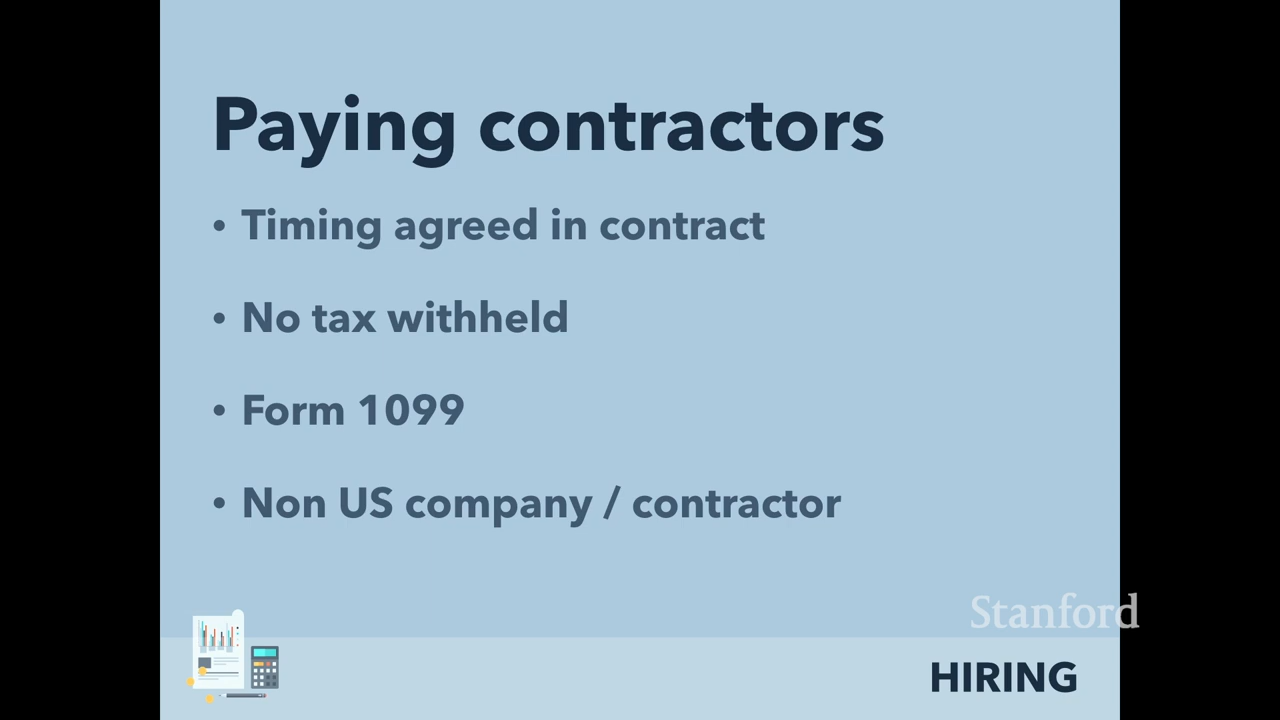 Paying contractors
• Timing agreed in contract
• No tax withheld
• Form 1099
• Non US company / contractor
Stanford
HIRING